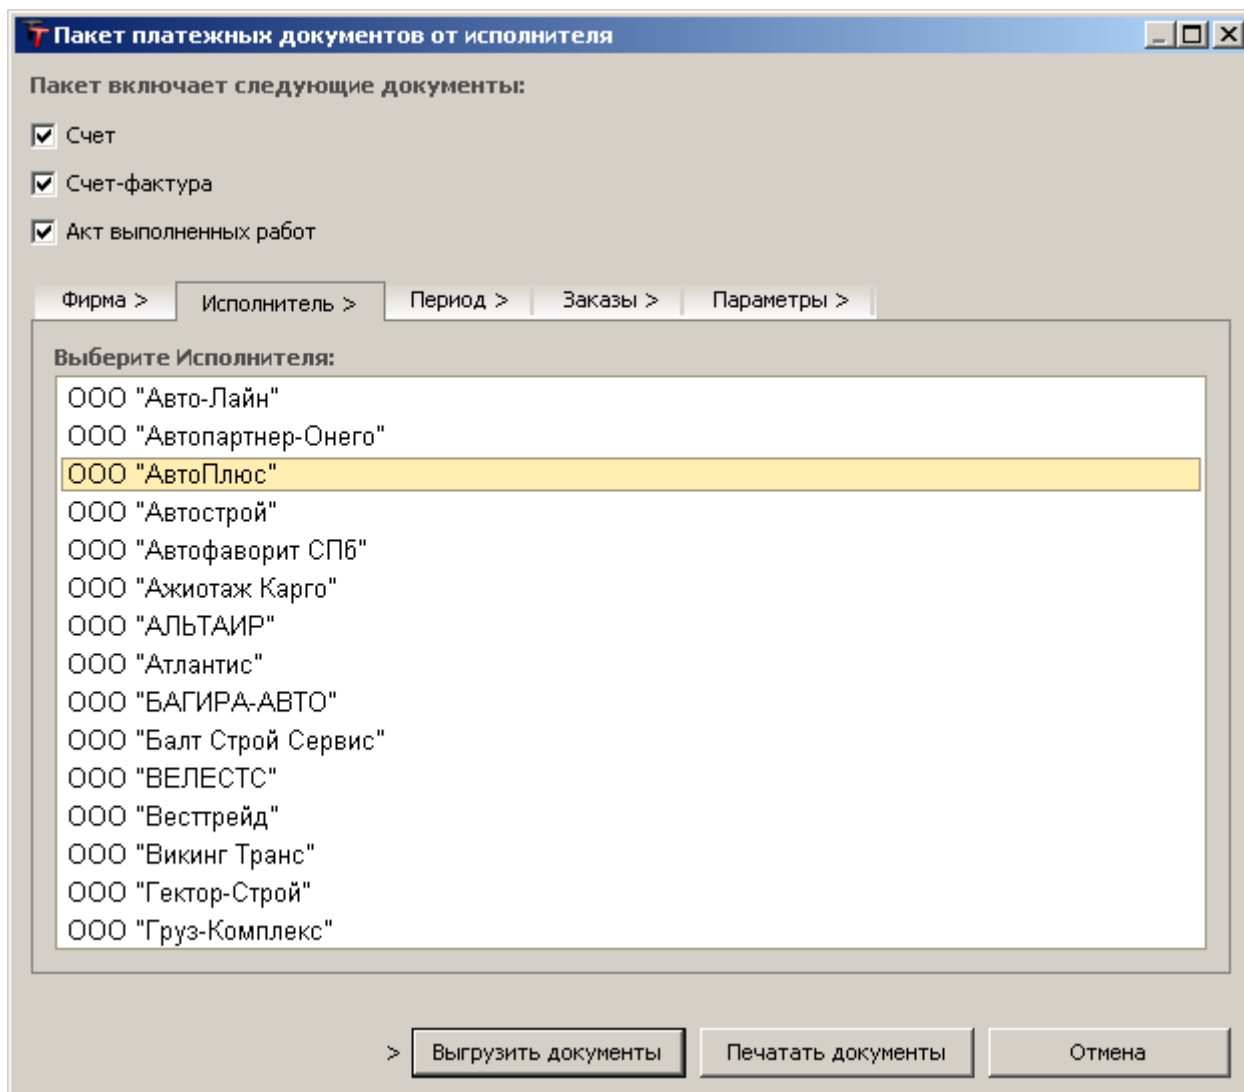 Пакет платежных документов от исполнителя
Пакет включает следующие документы:
Счет
Счет-фактура
Акт выполненных работ
Фирма > Исполнитель > Период > Заказы > Параметры >
Выберите Исполнителя:
ООО "Авто-Лайн"
ООО "Автопартнер-Онего"
ООО "АвтоПлюс"
ООО "Автострой"
ООО "Автофаворит СПб"
ООО "Ажиотаж Карго"
ООО "АЛЬТАИР"
ООО "Атлантис"
ООО "БАГИРА-АВТО"
ООО "Балт Строй Сервис"
ООО "ВЕЛЕСТС"
ООО "Весттрейд"
ООО "Викинг Транс"
ООО "Гектор-Строй"
ООО "Груз-Комплекс"
> Выгрузить документы Печатать документы Отмена